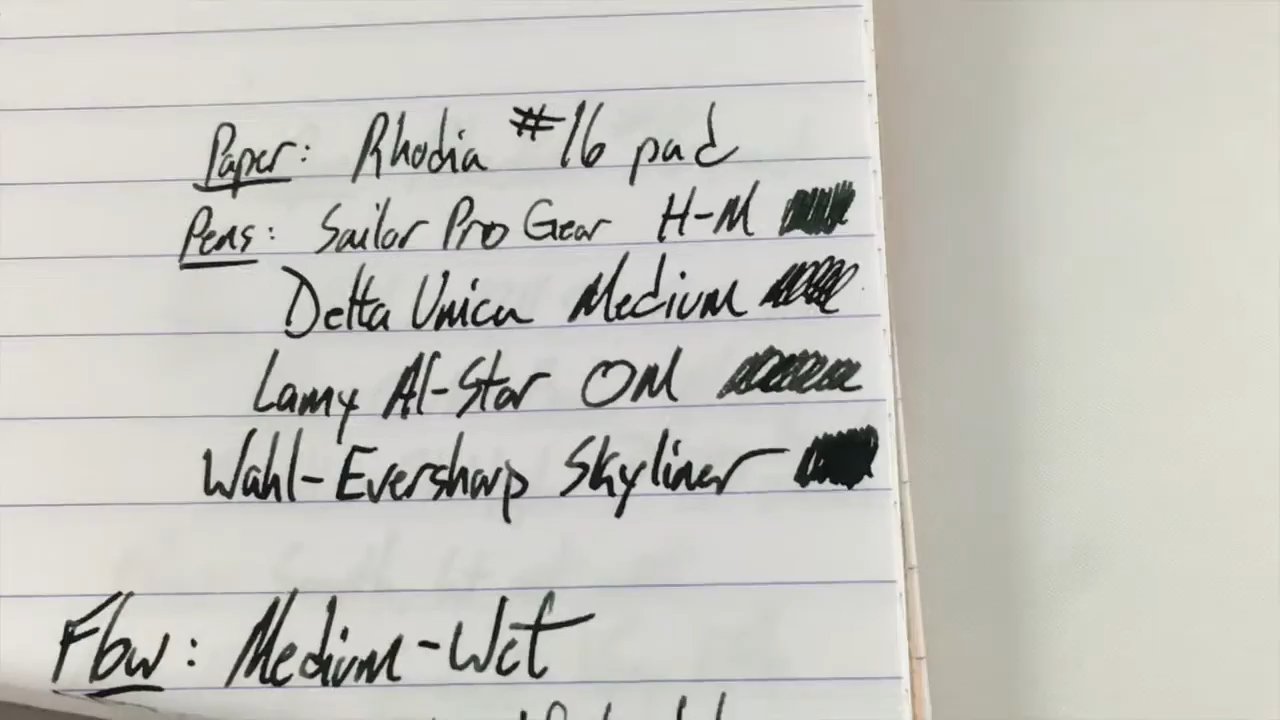 Paper: Rhodia #16 pad
Pens: Sailor Pro Gear H-M
Delta Unica Medium
Lamy Al-Star OM
Wahl-Eversharp Skyliner
Flow: Medium-Wet